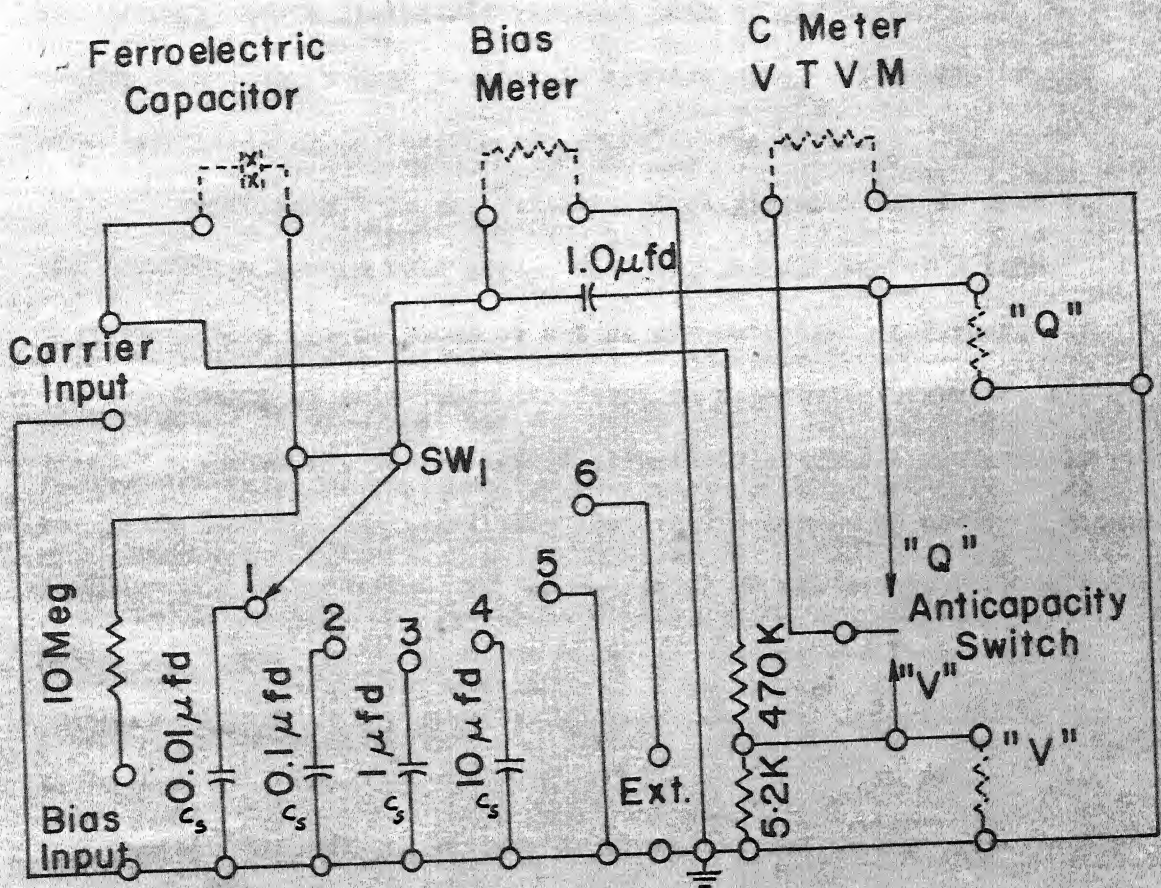 Ferroelectric
Capacitor
Bias
Meter
C Meter
V T V M
1.0μfd
"Q"
Carrier
Input
SW1
6
5
"Q"
Anticapacity
Switch
"V"
1
2
3
4
10 Meg
0.01μfd
Cs
0.1μfd
Cs
1μfd
Cs
10μfd
Cs
Ext.
470K
5.2K
"V"
Bias
Input